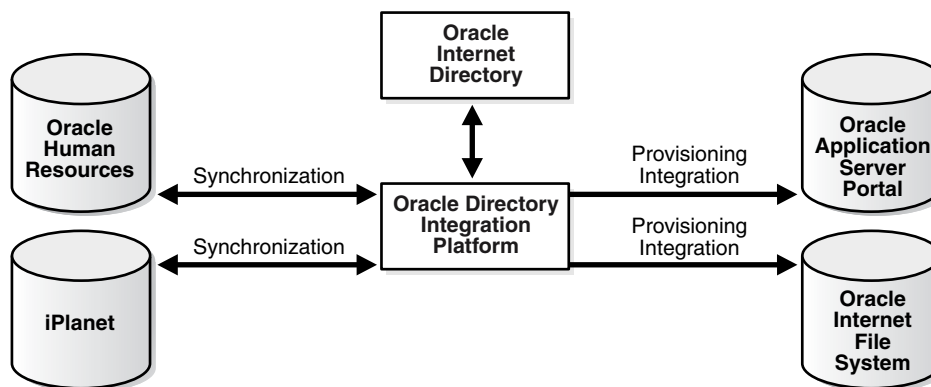 Oracle
Internet
Directory
Oracle
Human
Resources
Synchronization
Oracle Directory
Integration
Platform
Provisioning
Integration
Oracle
Application
Server
Portal
iPlanet
Synchronization
Provisioning
Integration
Oracle
Internet
File
System